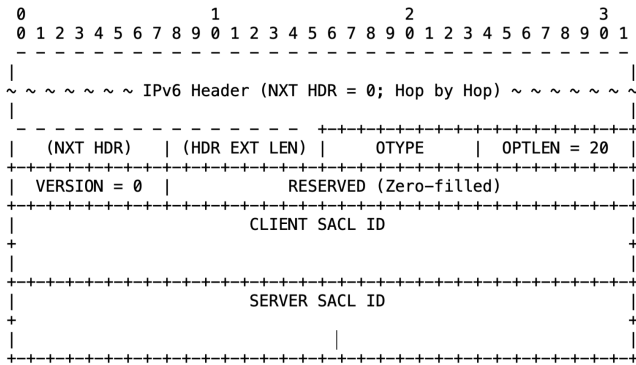 0                   1                   2                   3
 0 1 2 3 4 5 6 7 8 9 0 1 2 3 4 5 6 7 8 9 0 1 2 3 4 5 6 7 8 9 0 1
 - - - - - - - - - - - - - - - - - - - - - - - - - - - - - - - -
|                                                               |
~ ~ ~ ~ ~ ~ ~ IPv6 Header (NXT HDR = 0; Hop by Hop) ~ ~ ~ ~ ~ ~ ~
|                                                               |
 - - - - - - - - - - - - - - -  +-+-+-+-+-+-+-+-+-+-+-+-+-+-+-+-+
|   (NXT HDR)   | (HDR EXT LEN) |     OTYPE     |  OPTLEN = 20  |
+-+-+-+-+-+-+-+-+-+-+-+-+-+-+-+-+-+-+-+-+-+-+-+-+-+-+-+-+-+-+-+-+
|  VERSION = 0  |            RESERVED (Zero-filled)             |
+-+-+-+-+-+-+-+-+-+-+-+-+-+-+-+-+-+-+-+-+-+-+-+-+-+-+-+-+-+-+-+-+
|                        CLIENT SACL ID                         |
+                                                               +
|                                                               |
+-+-+-+-+-+-+-+-+-+-+-+-+-+-+-+-+-+-+-+-+-+-+-+-+-+-+-+-+-+-+-+-+
|                        SERVER SACL ID                         |
+                                                               +
|                                                               |
+-+-+-+-+-+-+-+-+-+-+-+-+-+-+-+-+-+-+-+-+-+-+-+-+-+-+-+-+-+-+-+-+